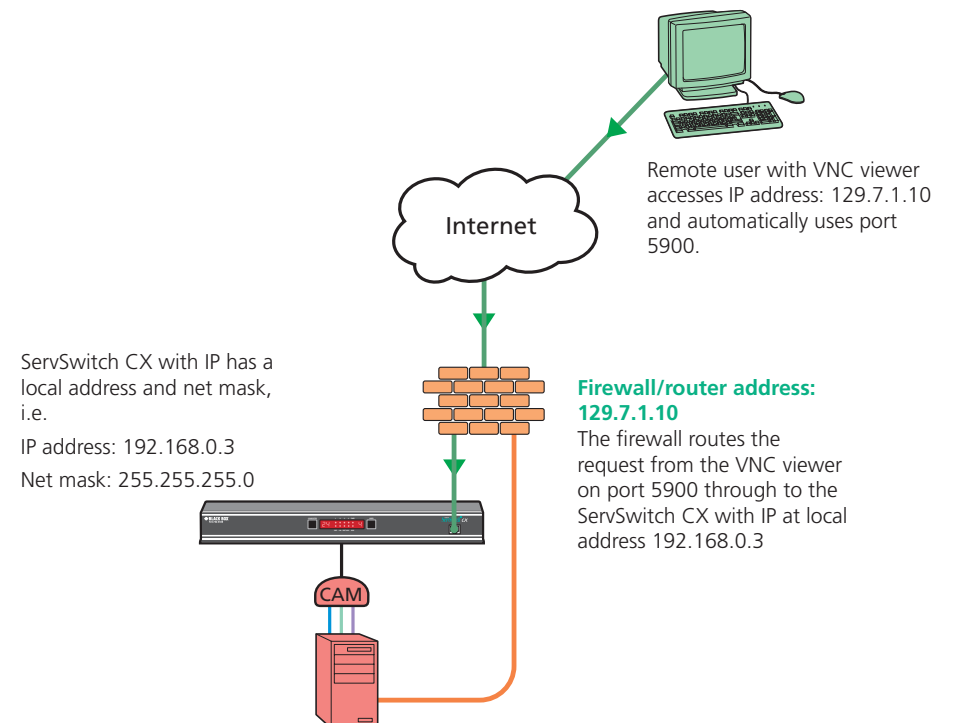 Remote user with VNC viewer
accesses IP address: 129.7.1.10
and automatically uses port
5900.
Internet
ServSwitch CX with IP has a
local address and net mask,
i.e.
IP address: 192.168.0.3
Net mask: 255.255.255.0
Firewall/router address:
129.7.1.10
The firewall routes the
request from the VNC viewer
on port 5900 through to the
ServSwitch CX with IP at local
address 192.168.0.3
BLACK BOX
CX
CAM